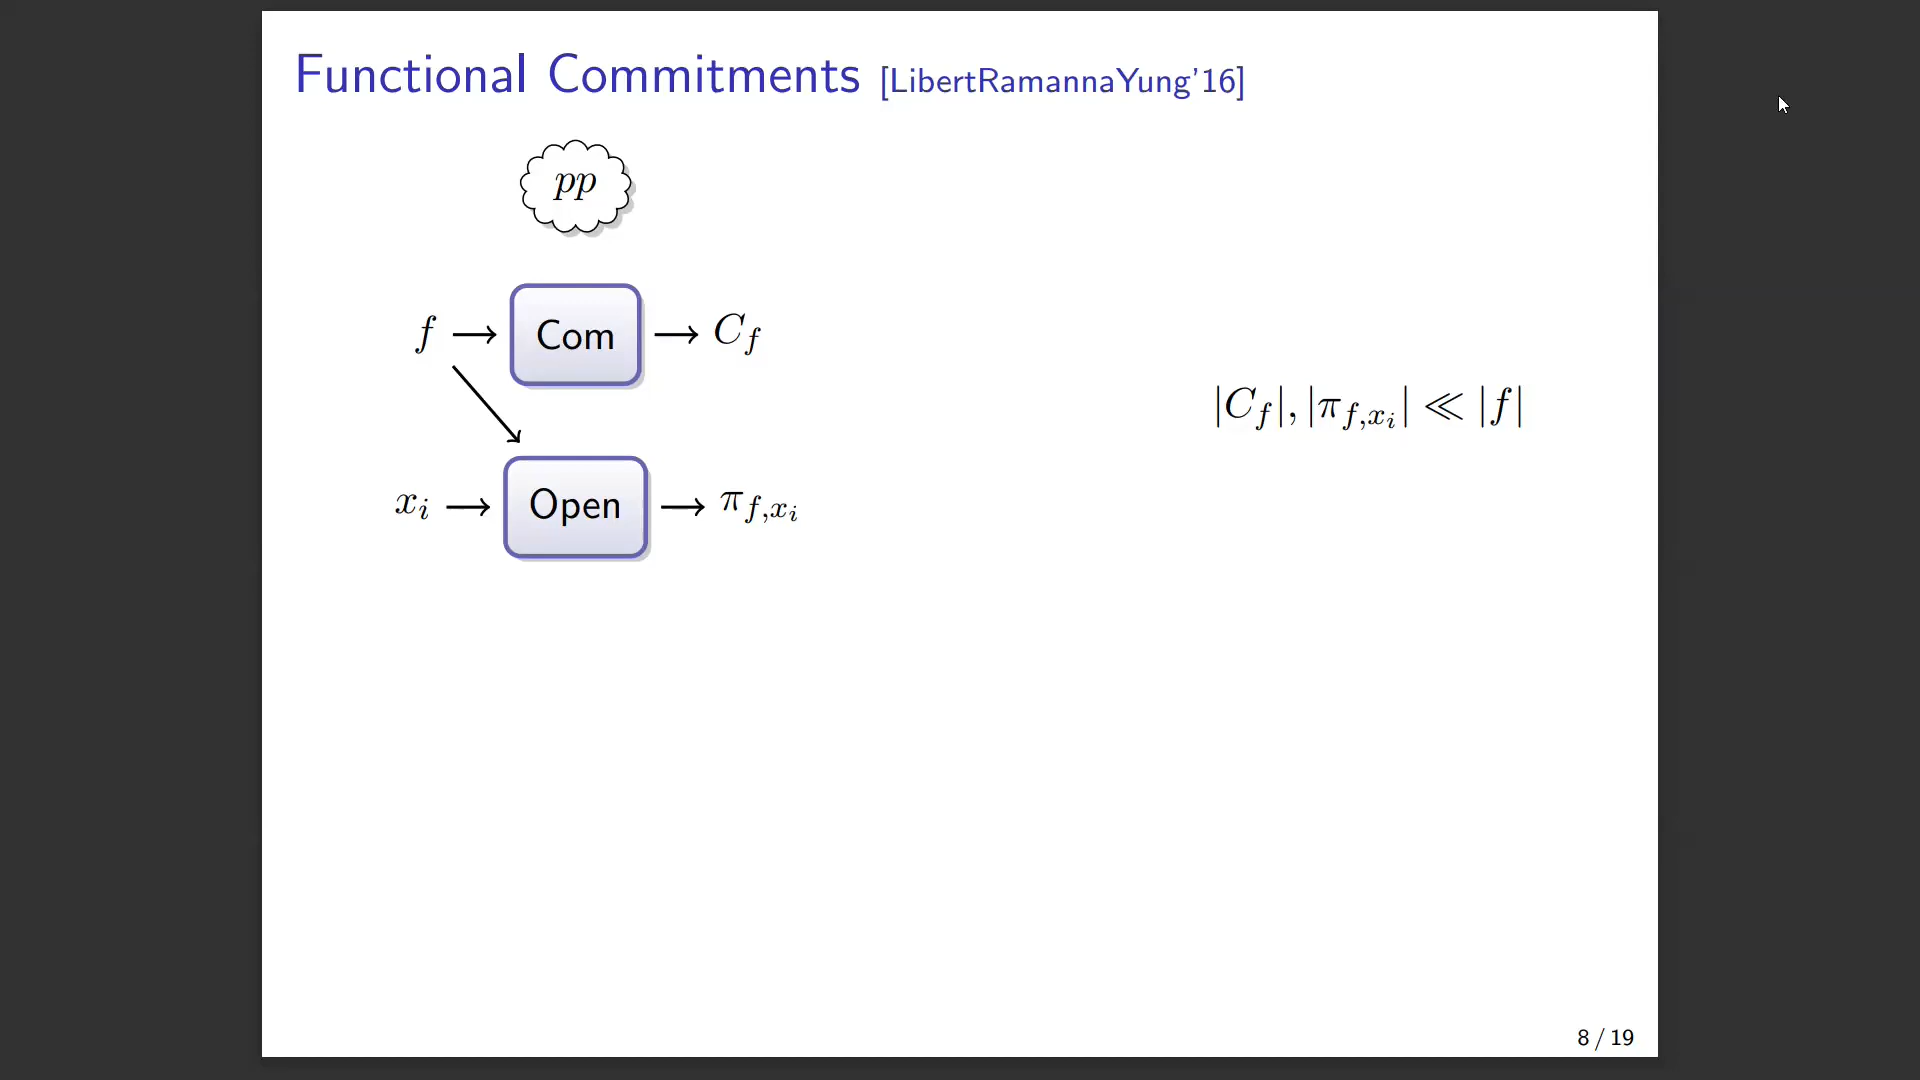 Functional Commitments [LibertRamannaYung'16]
pp
f → Com → C_f
|C_f|, |π_{f,x_i}| ≪ |f|
x_i → Open → π_{f,x_i}
8 / 19